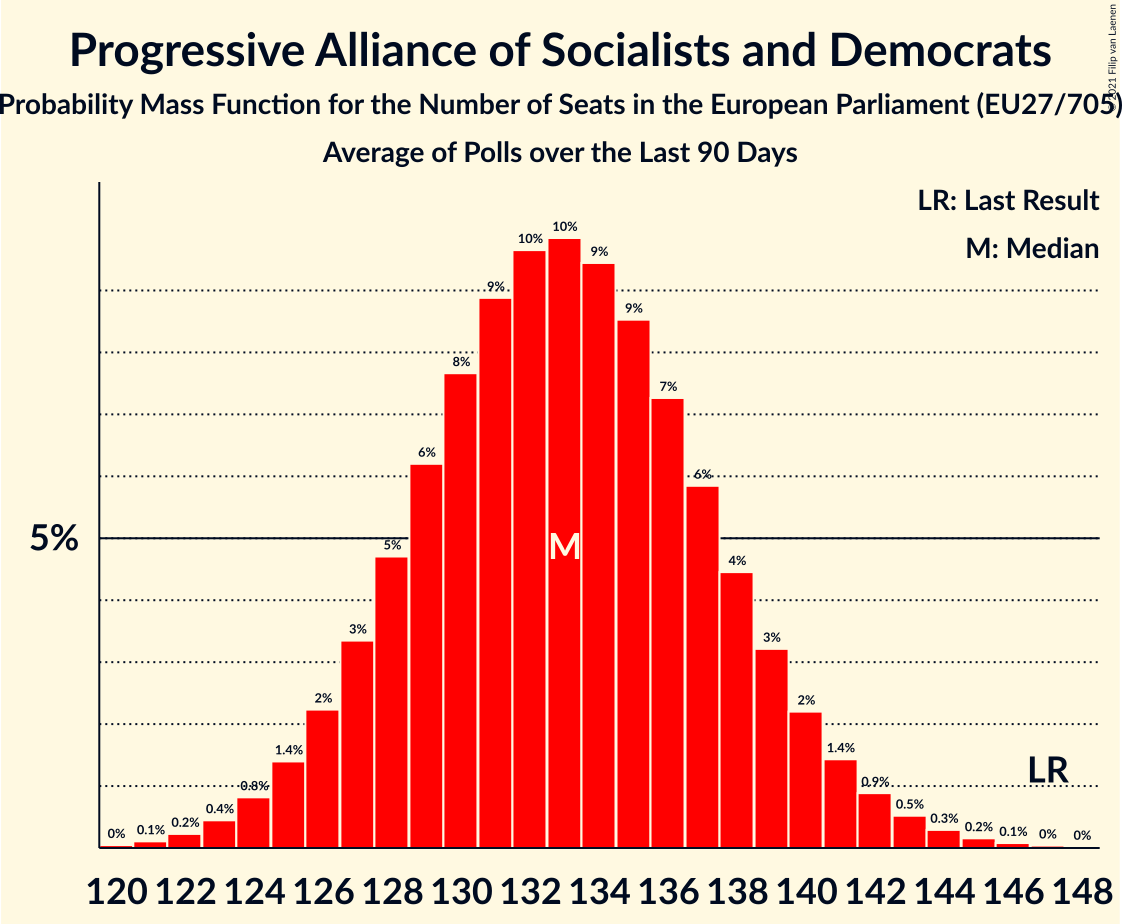 Progressive Alliance of Socialists and Democrats
Probability Mass Function for the Number of Seats in the European Parliament (EU27/705)
Average of Polls over the Last 90 Days
© 2021 Filip van Laenen
LR: Last Result
M: Median
5%
0% 0.1% 0.2% 0.4% 0.8% 1.4% 2% 3% 5% 6% 8% 9% 10% 10% 9% 9% 7% 6% 4% 3% 2% 1.4% 0.9% 0.5% 0.3% 0.2% 0.1% 0% 0%
M
LR
120 122 124 126 128 130 132 134 136 138 140 142 144 146 148